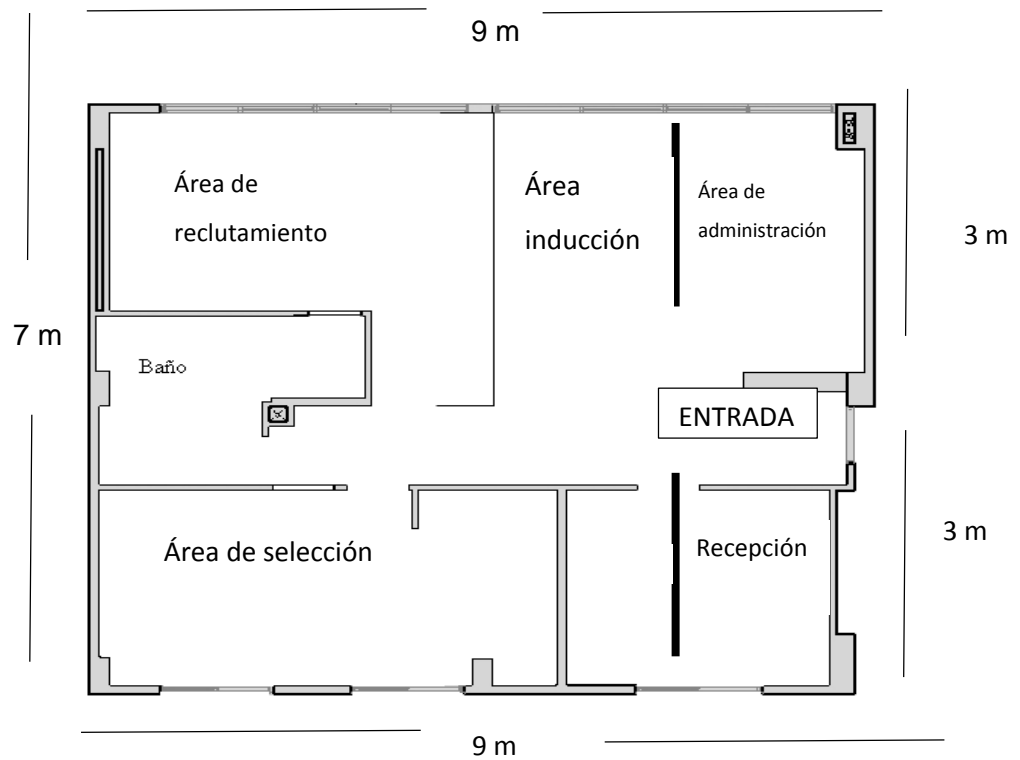 9 m
Área de
reclutamiento
Área
inducción
Área de
administración
3 m
7 m
Baño
ENTRADA
Área de selección
Recepción
3 m
9 m